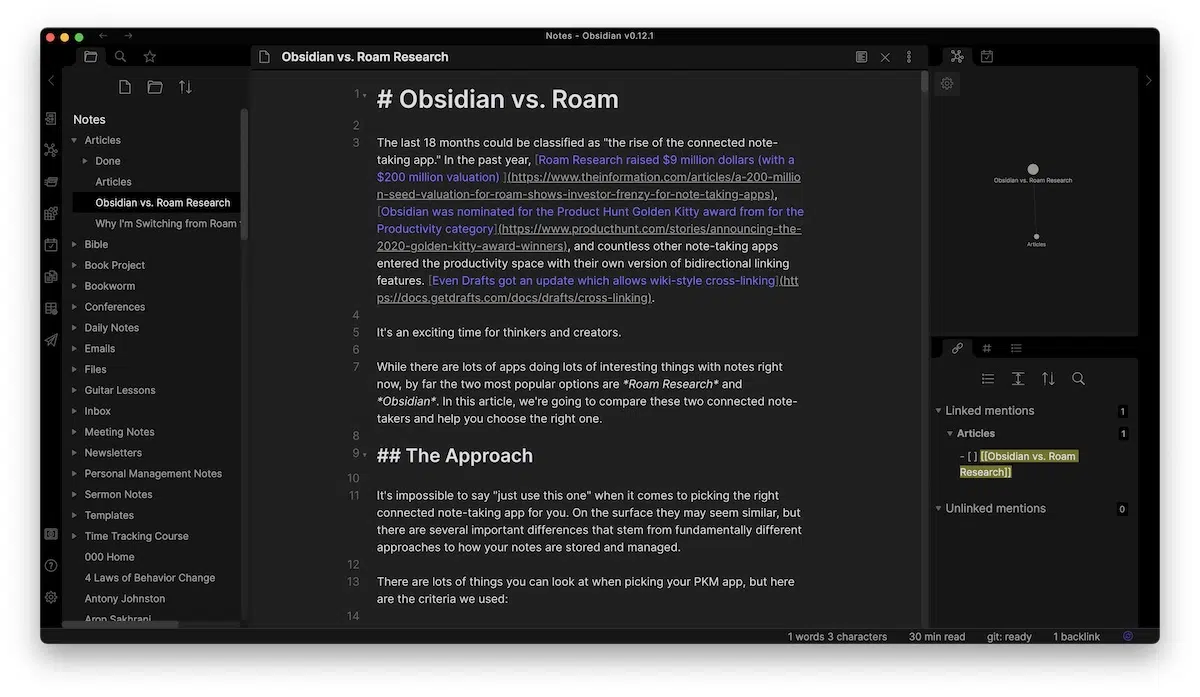 Notes - Obsidian v0.12.1
Obsidian vs. Roam Research
Notes
Articles
Done
Articles
Obsidian vs. Roam Research
Why I'm Switching from Roam
Bible
Book Project
Bookworm
Conferences
Daily Notes
Emails
Files
Guitar Lessons
Inbox
Meeting Notes
Newsletters
Personal Management Notes
Sermon Notes
Templates
Time Tracking Course
000 Home
4 Laws of Behavior Change
Antony Johnston
Aron Sakhrani
1 # Obsidian vs. Roam
2
3 The last 18 months could be classified as "the rise of the connected note-
taking app." In the past year, [Roam Research raised $9 million dollars (with a
$200 million valuation) ](https://www.theinformation.com/articles/a-200-millio
n-seed-valuation-for-roam-shows-investor-frenzy-for-note-taking-apps),
[Obsidian was nominated for the Product Hunt Golden Kitty award from for the
Productivity category](https://www.producthunt.com/stories/announcing-the-
2020-golden-kitty-award-winners), and countless other note-taking apps
entered the productivity space with their own version of bidirectional linking
features. [Even Drafts got an update which allows wiki-style cross-linking](htt
ps://docs.getdrafts.com/docs/drafts/cross-linking).
4
5 It's an exciting time for thinkers and creators.
6
7 While there are lots of apps doing lots of interesting things with notes right
now, by far the two most popular options are *Roam Research* and
*Obsidian*. In this article, we're going to compare these two connected note-
takers and help you choose the right one.
8
9 ## The Approach
10
11 It's impossible to say "just use this one" when it comes to picking the right
connected note-taking app for you. On the surface they may seem similar, but
there are several important differences that stem from fundamentally different
approaches to how your notes are stored and managed.
12
13 There are lots of things you can look at when picking your PKM app, but here
are the criteria we used:
14
Obsidian vs. Roam Research
Articles
Linked mentions 1
Articles 1
- [ ] [[Obsidian vs. Roam
Research]]
Unlinked mentions 0
1 words 3 characters 30 min read git: ready 1 backlink